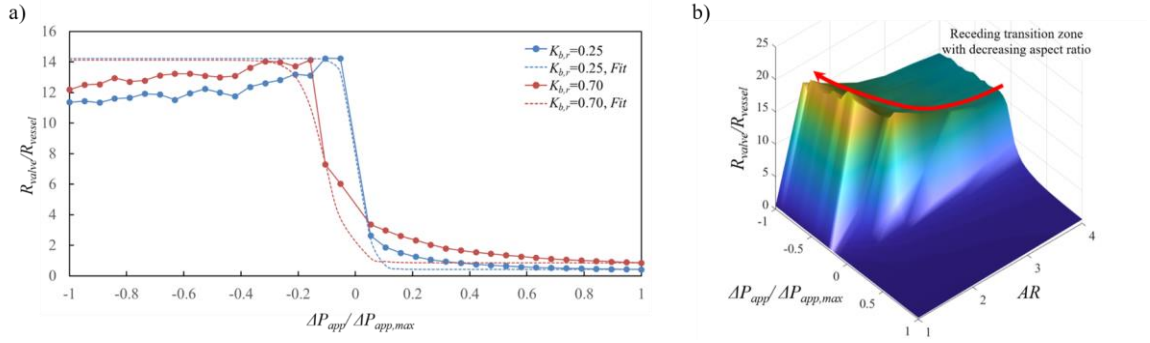 a)
R_valve/R_vessel
16
14
12
10
8
6
4
2
0
-1
-0.8
-0.6
-0.4
-0.2
0
0.2
0.4
0.6
0.8
1
ΔP_app/ΔP_app,max
K_b,r=0.25
K_b,r=0.25, Fit
K_b,r=0.70
K_b,r=0.70, Fit
b)
Receding transition zone
with decreasing aspect ratio
R_valve/R_vessel
25
20
15
10
5
0
-1
-0.5
0
0.5
1
ΔP_app/ΔP_app,max
1
2
3
4
AR